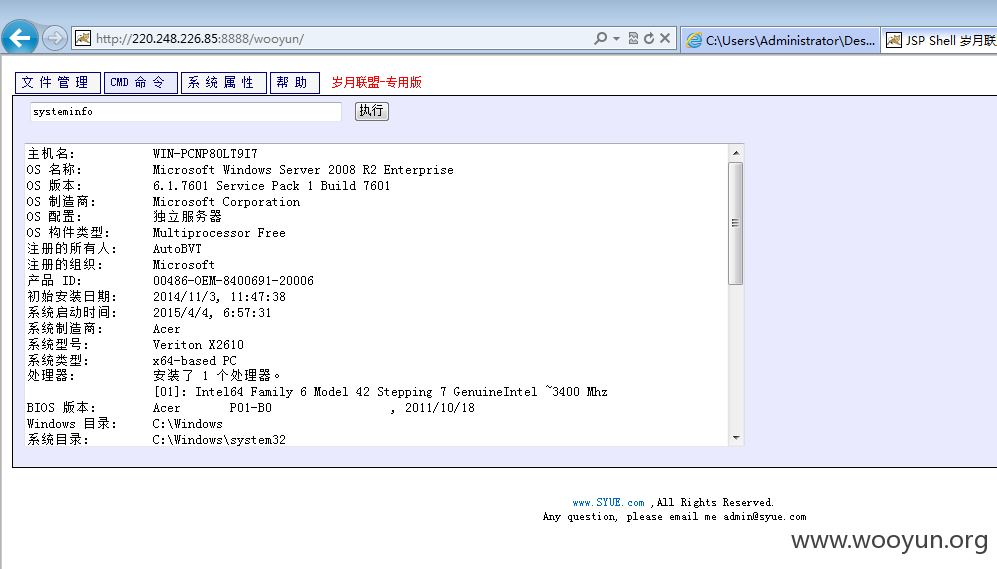 http://220.248.226.85:8888/wooyun/
C:\Users\Administrator\Des...
JSP Shell 岁月联
文件管理 CMD 命令 系统属性 帮助 岁月联盟-专用版
systeminfo 执行
主机名: WIN-PCNP80LT9I7
OS 名称: Microsoft Windows Server 2008 R2 Enterprise
OS 版本: 6.1.7601 Service Pack 1 Build 7601
OS 制造商: Microsoft Corporation
OS 配置: 独立服务器
OS 构件类型: Multiprocessor Free
注册的所有人: AutoBVT
注册的组织: Microsoft
产品 ID: 00486-OEM-8400691-20006
初始安装日期: 2014/11/3, 11:47:38
系统启动时间: 2015/4/4, 6:57:31
系统制造商: Acer
系统型号: Veriton X2610
系统类型: x64-based PC
处理器: 安装了 1 个处理器。
[01]: Intel64 Family 6 Model 42 Stepping 7 GenuineIntel ~3400 Mhz
BIOS 版本: Acer P01-B0 , 2011/10/18
Windows 目录: C:\Windows
系统目录: C:\Windows\system32
www.SYUE.com ,All Rights Reserved.
Any question, please email me admin@syue.com
www.wooyun.org